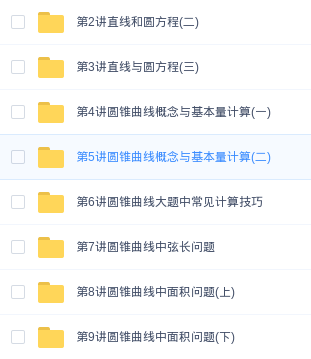 第2讲直线和圆方程(二)
第3讲直线与圆方程(三)
第4讲圆锥曲线概念与基本量计算(一)
第5讲圆锥曲线概念与基本量计算(二)
第6讲圆锥曲线大题中常见计算技巧
第7讲圆锥曲线中弦长问题
第8讲圆锥曲线中面积问题(上)
第9讲圆锥曲线中面积问题(下)